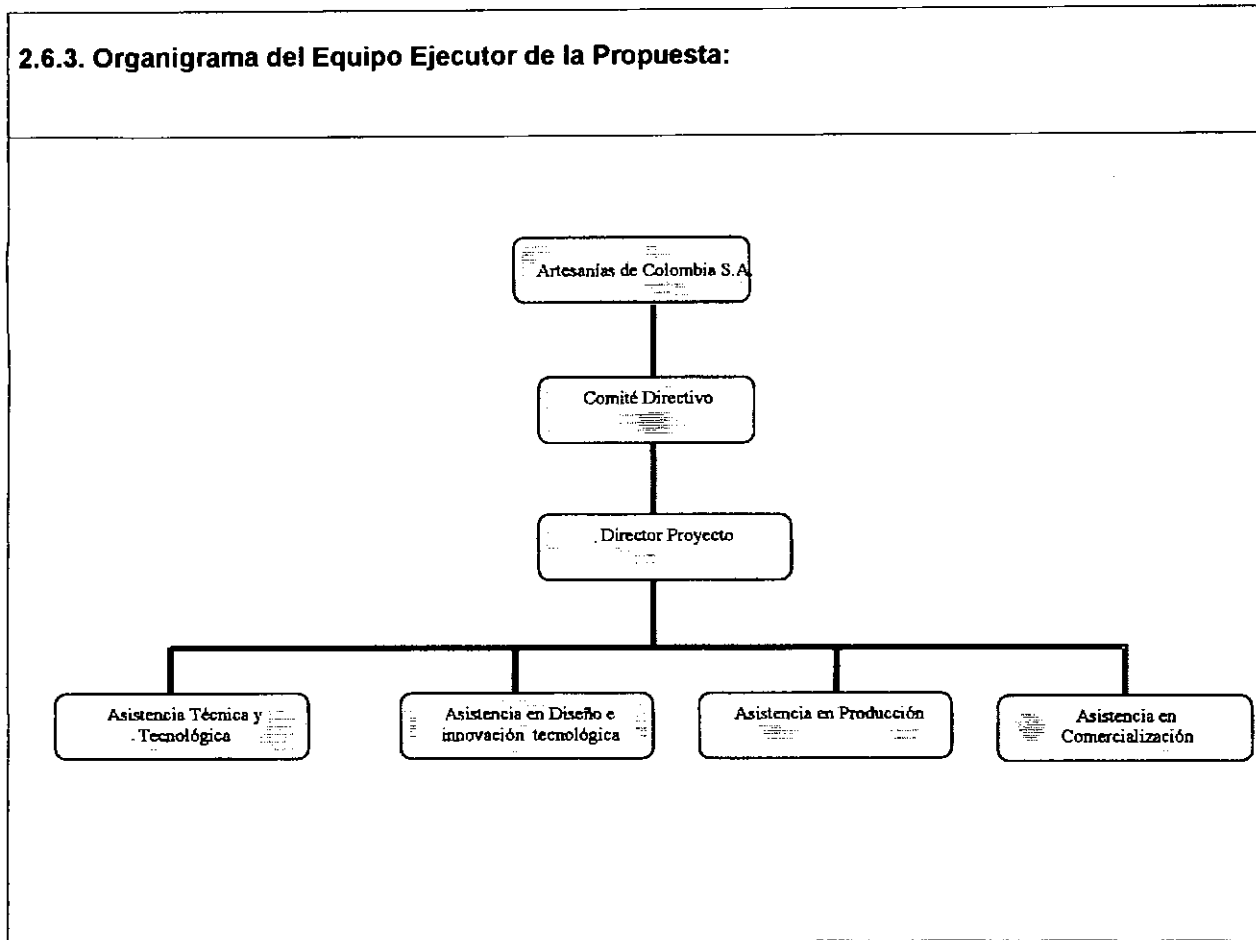 2.6.3. Organigrama del Equipo Ejecutor de la Propuesta:
Artesanías de Colombia S.A.
Comité Directivo
Director Proyecto
Asistencia Técnica y
Tecnológica
Asistencia en Diseño e
innovación tecnológica
Asistencia en Producción
Asistencia en
Comercialización